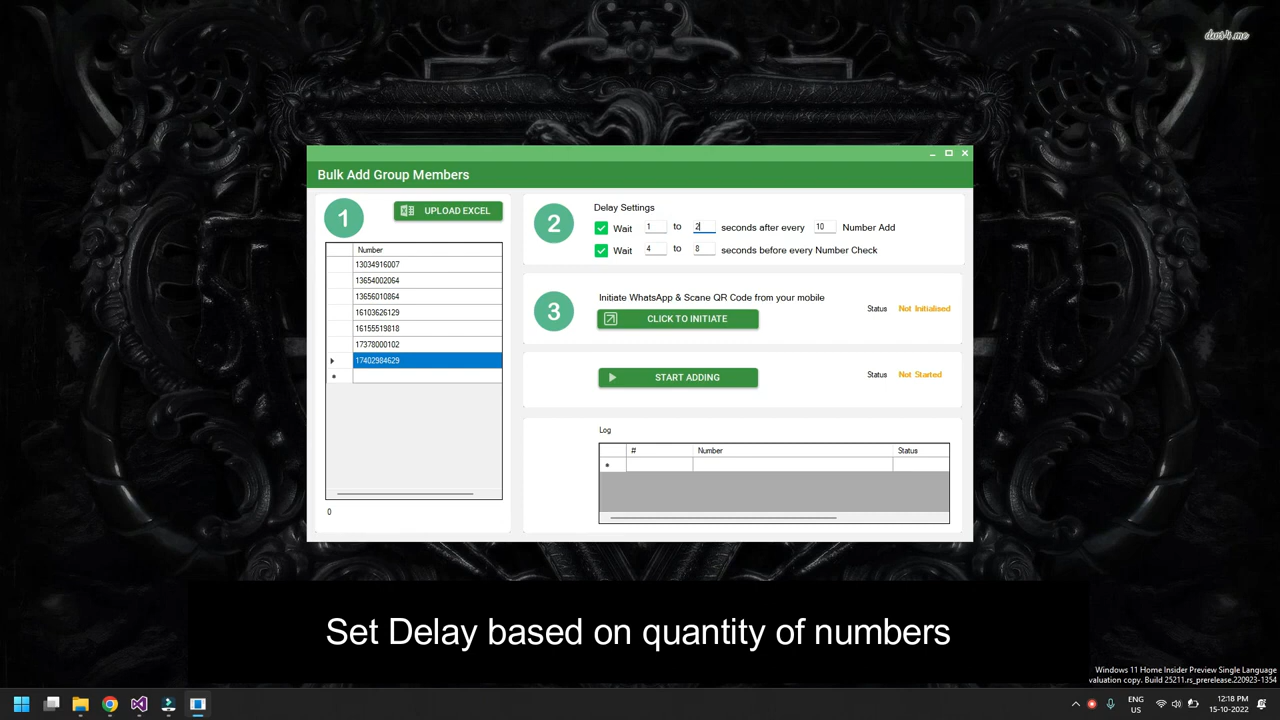 dws4.me
Bulk Add Group Members
1
UPLOAD EXCEL
Number
13034916007
13654002064
13656010864
16103626129
16155519818
17378000102
17402984629
0
2
Delay Settings
Wait 1 to 2 seconds after every 10 Number Add
Wait 4 to 8 seconds before every Number Check
3
Initiate WhatsApp & Scane QR Code from your mobile
CLICK TO INITIATE
Status Not Initialised
START ADDING
Status Not Started
Log
# Number Status
Set Delay based on quantity of numbers
Windows 11 Home Insider Preview Single Language
valuation copy. Build 25211.rs_prerelease.220923-1354
ENG
US
12:18 PM
15-10-2022